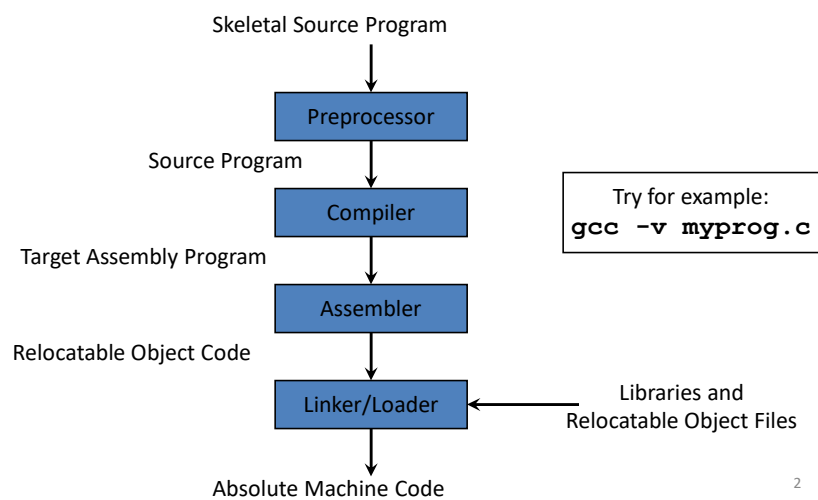 Skeletal Source Program
Preprocessor
Source Program
Try for example:
gcc -v myprog.c
Compiler
Target Assembly Program
Assembler
Relocatable Object Code
Linker/Loader
Libraries and
Relocatable Object Files
Absolute Machine Code
2